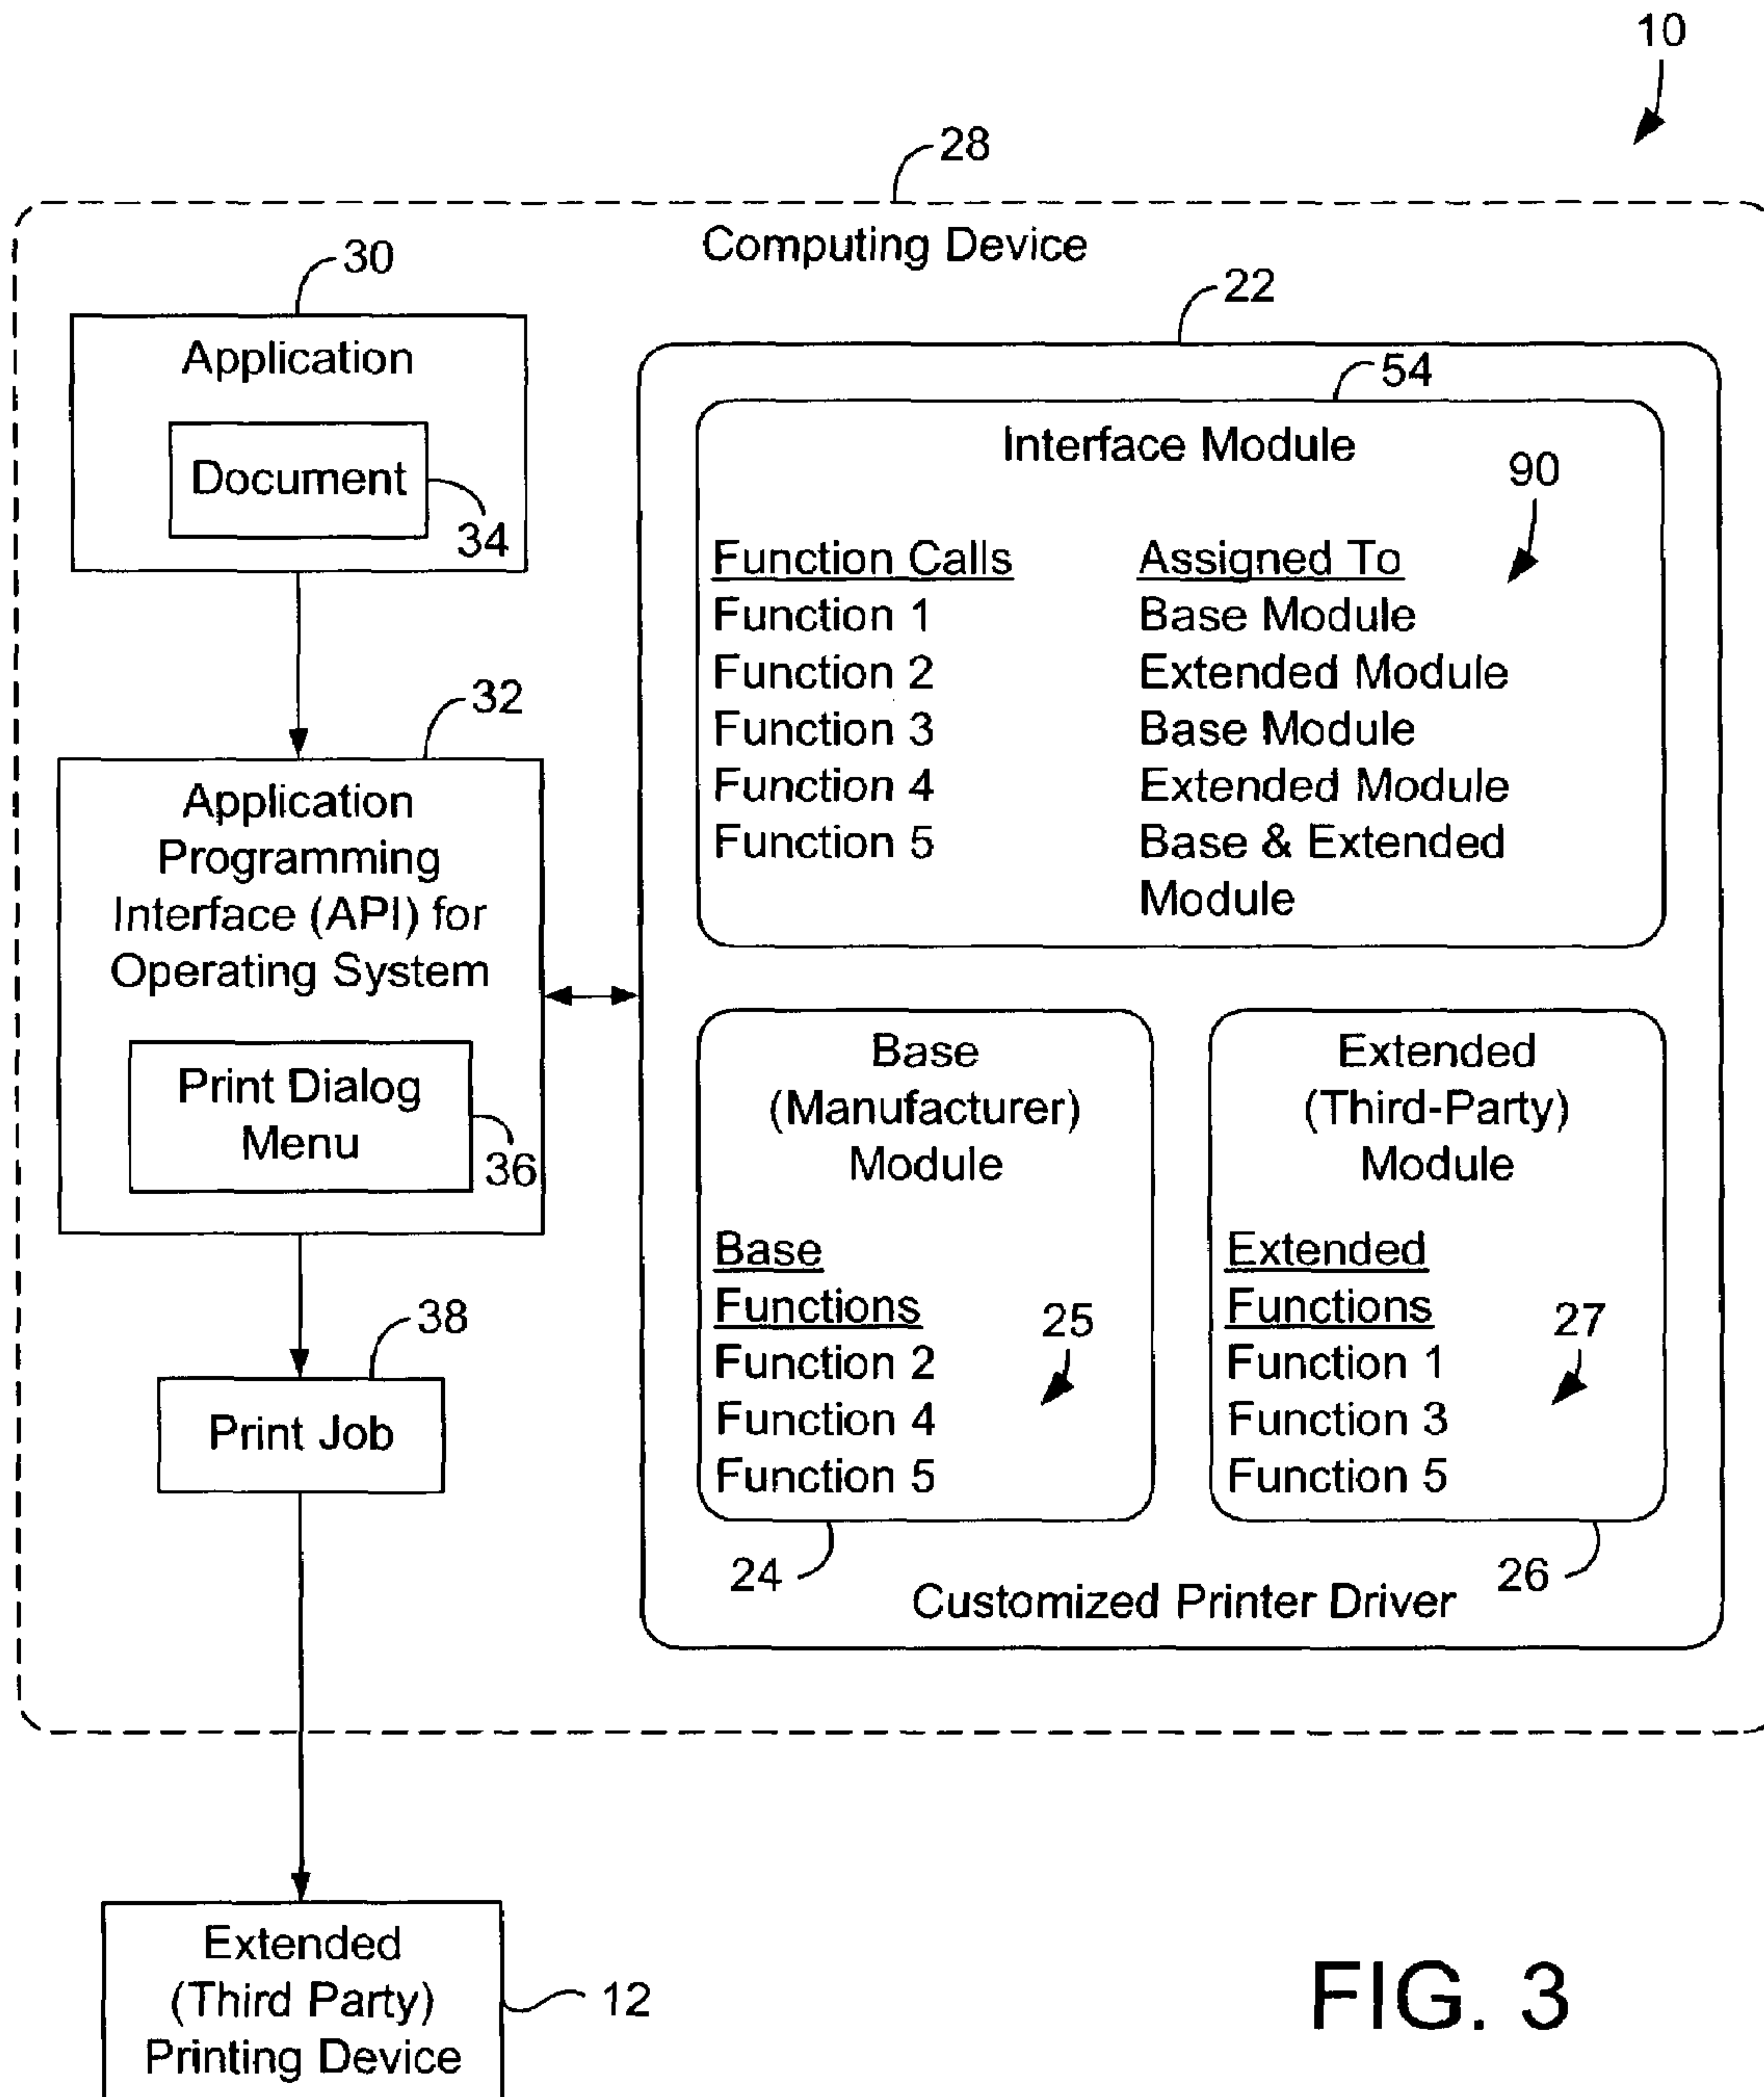 10
28
Computing Device
30
Application
Document
34
22
54
Interface Module
90
Function Calls Assigned To
Function 1 Base Module
Function 2 Extended Module
Function 3 Base Module
Function 4 Extended Module
Function 5 Base & Extended
Module
32
Application
Programming
Interface (API) for
Operating System
Print Dialog
Menu
36
Base
(Manufacturer)
Module
Base
Functions
Function 2
Function 4
Function 5
25
24
Extended
(Third-Party)
Module
Extended
Functions
Function 1
Function 3
Function 5
27
26
Customized Printer Driver
38
Print Job
Extended
(Third Party)
Printing Device
12
FIG. 3